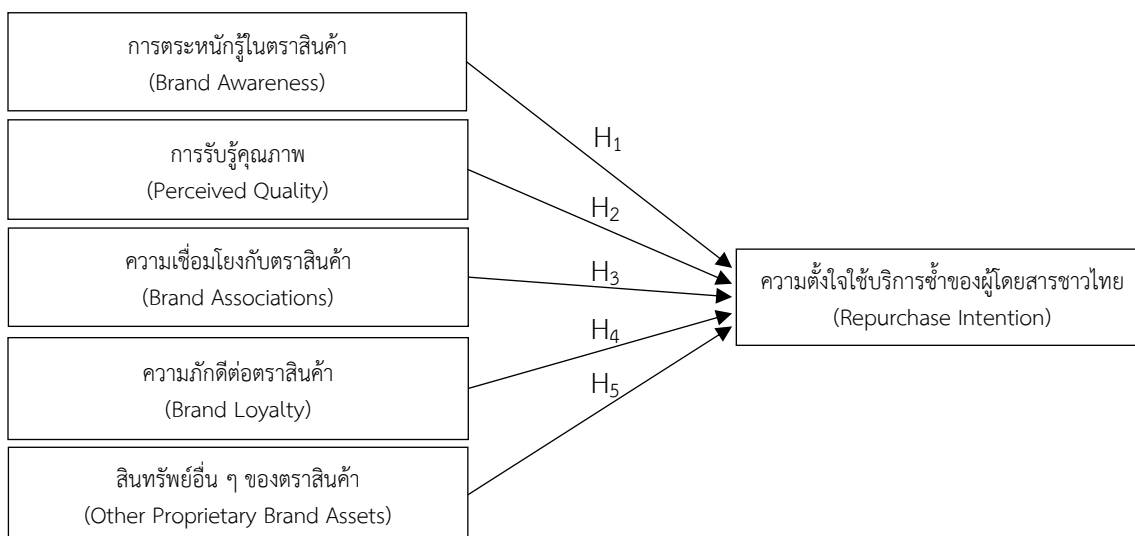 การตระหนักรู้ในตราสินค้า
(Brand Awareness)
การรับรู้คุณภาพ
(Perceived Quality)
ความเชื่อมโยงกับตราสินค้า
(Brand Associations)
ความภักดีต่อตราสินค้า
(Brand Loyalty)
สินทรัพย์อื่น ๆ ของตราสินค้า
(Other Proprietary Brand Assets)
H1
H2
H3
H4
H5
ความตั้งใจใช้บริการซ้ำของผู้โดยสารชาวไทย
(Repurchase Intention)